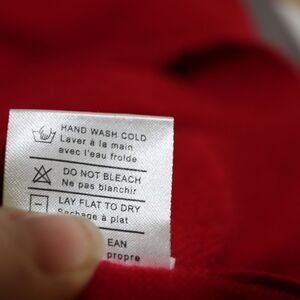 HAND WASH COLD
Laver à la main
avec l'eau froide
DO NOT BLEACH
Ne pas blanchir
LAY FLAT TO DRY
Sechage à plat
EAN
propre